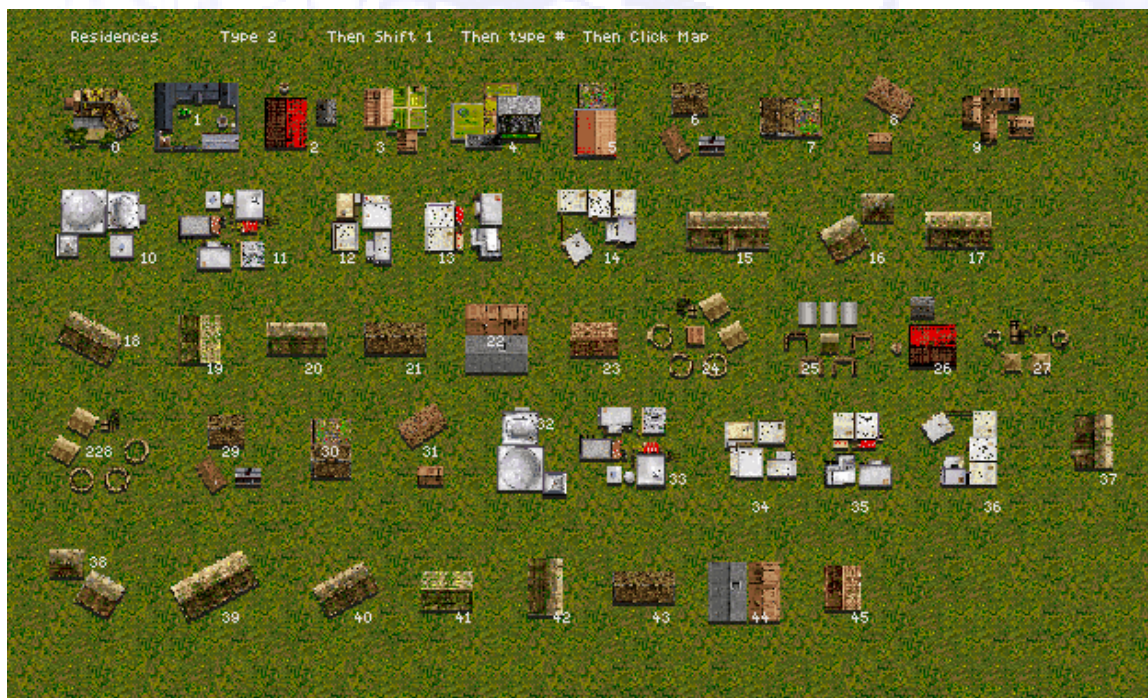 Residences Type 2 Then Shift 1 Then type # Then Click Map
0 1 2 3 4 5 6 7 8 9
10 11 12 13 14 15 16 17
18 19 20 21 22 23 24 25 26 27
228 29 30 31 32 33 34 35 36 37
38 39 40 41 42 43 44 45